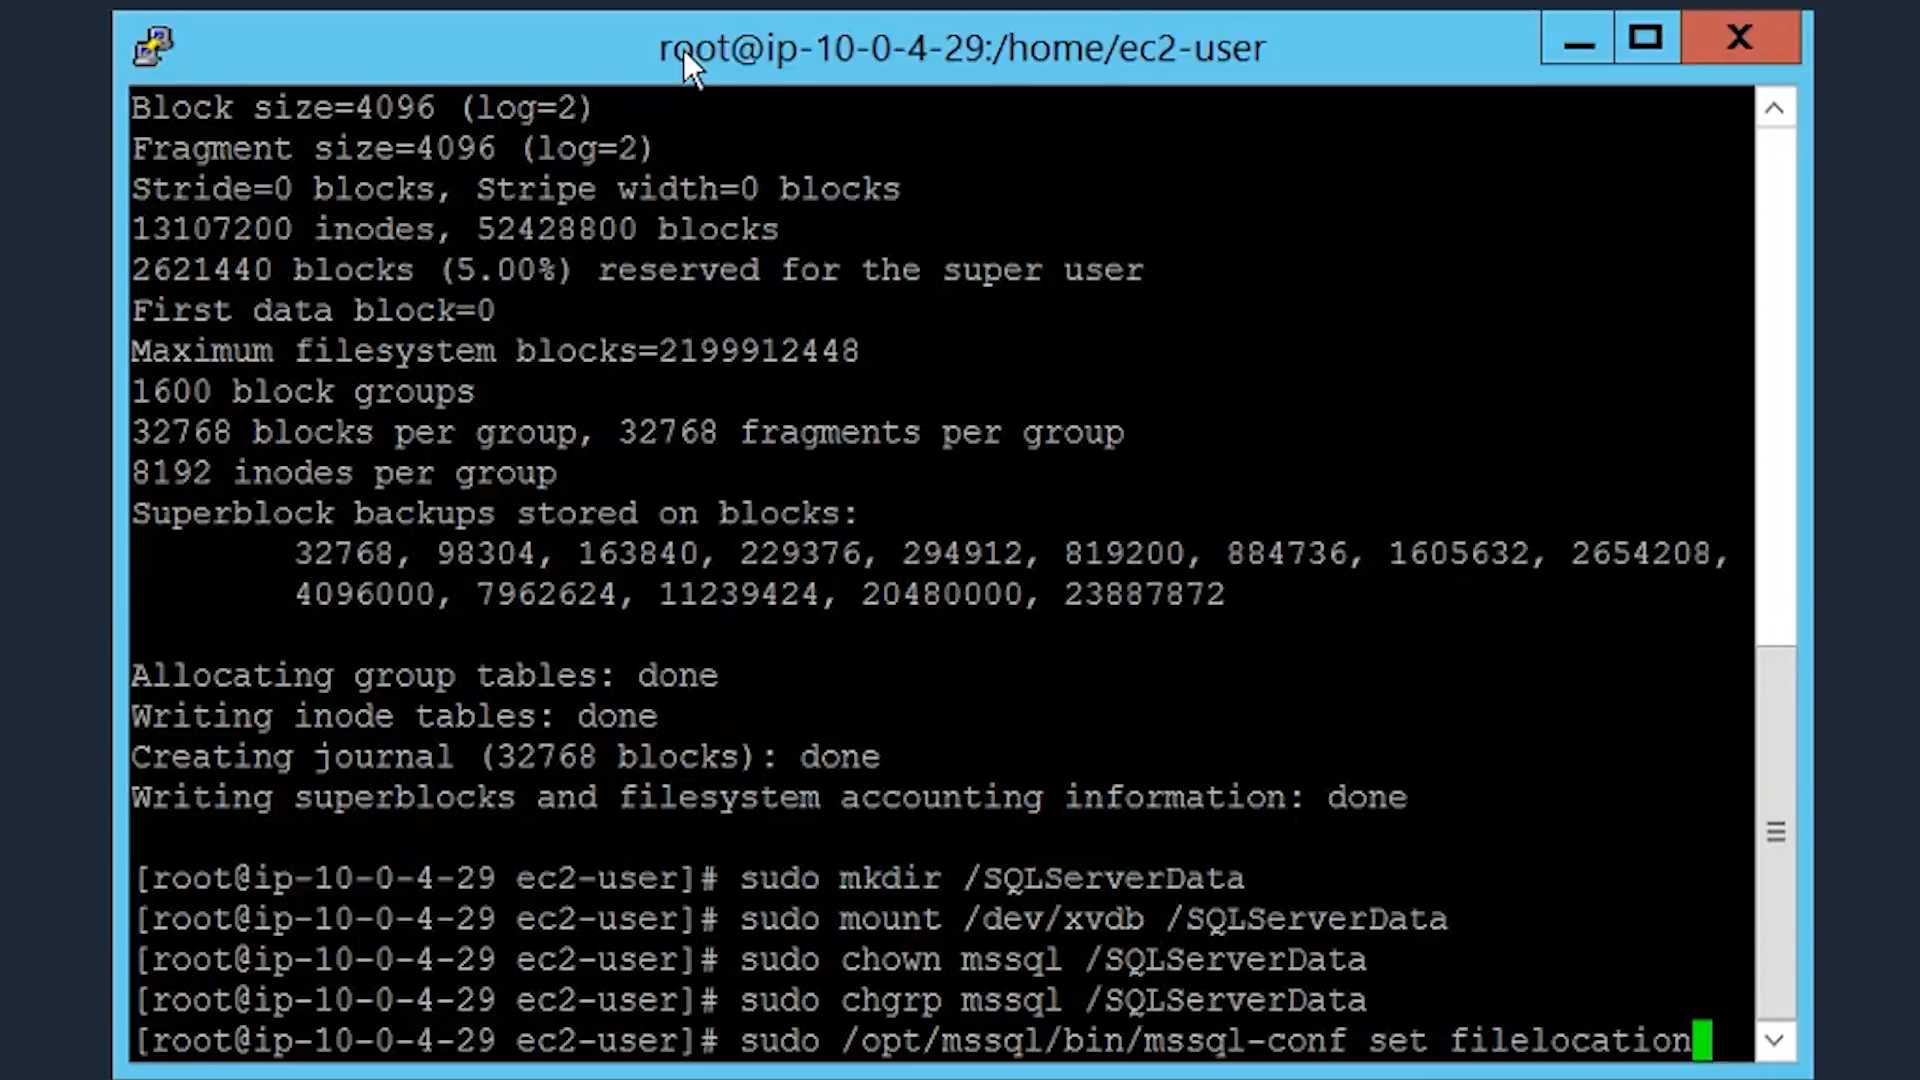 root@ip-10-0-4-29:/home/ec2-user
Block size=4096 (log=2)
Fragment size=4096 (log=2)
Stride=0 blocks, Stripe width=0 blocks
13107200 inodes, 52428800 blocks
2621440 blocks (5.00%) reserved for the super user
First data block=0
Maximum filesystem blocks=2199912448
1600 block groups
32768 blocks per group, 32768 fragments per group
8192 inodes per group
Superblock backups stored on blocks:
32768, 98304, 163840, 229376, 294912, 819200, 884736, 1605632, 2654208,
4096000, 7962624, 11239424, 20480000, 23887872
Allocating group tables: done
Writing inode tables: done
Creating journal (32768 blocks): done
Writing superblocks and filesystem accounting information: done
[root@ip-10-0-4-29 ec2-user]# sudo mkdir /SQLServerData
[root@ip-10-0-4-29 ec2-user]# sudo mount /dev/xvdb /SQLServerData
[root@ip-10-0-4-29 ec2-user]# sudo chown mssql /SQLServerData
[root@ip-10-0-4-29 ec2-user]# sudo chgrp mssql /SQLServerData
[root@ip-10-0-4-29 ec2-user]# sudo /opt/mssql/bin/mssql-conf set filelocation